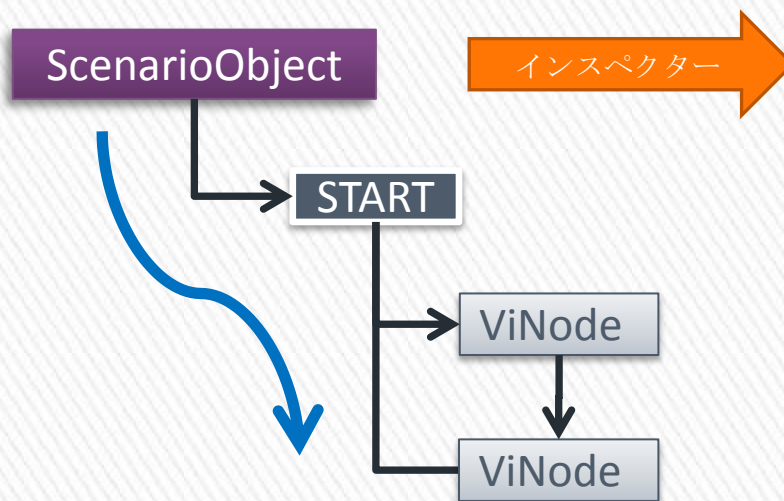 ScenarioObject
インスペクター
START
ViNode
ViNode